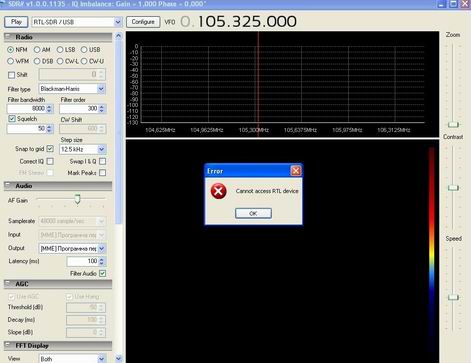 SDR# v1.0.0.1135 - IQ Imbalance: Gain = 1,000 Phase = 0,000°
Play RTL-SDR / USB Configure VFO 0.105.325.000
Radio
NFM AM LSB USB
WFM DSB CW-L CW-U
Shift 0
Filter type Blackman-Harris
Filter bandwidth Filter order
8000 300
Squelch CW Shift
50 600
Step size
Snap to grid 12.5 kHz
Correct IQ Swap I & Q
FM Stereo Mark Peaks
Audio
AF Gain
Samplerate 48000 sample/sec
Input [MME] Программа пер
Output [MME] Программа пер
Latency (ms) 100
Filter Audio
AGC
Use AGC Use Hang
Threshold (dB) -50
Decay (ms) 100
Slope (dB) 0
FFT Display
View Both
0
-10
-20
-30
-40
-50
-60
-70
-80
-90
-100
-110
-120
-130
104,625MHz 104,9625MHz 105,300MHz 105,6375MHz 105,975MHz 106,3125MHz
Error
Cannot access RTL device
OK
Zoom
Contrast
Speed